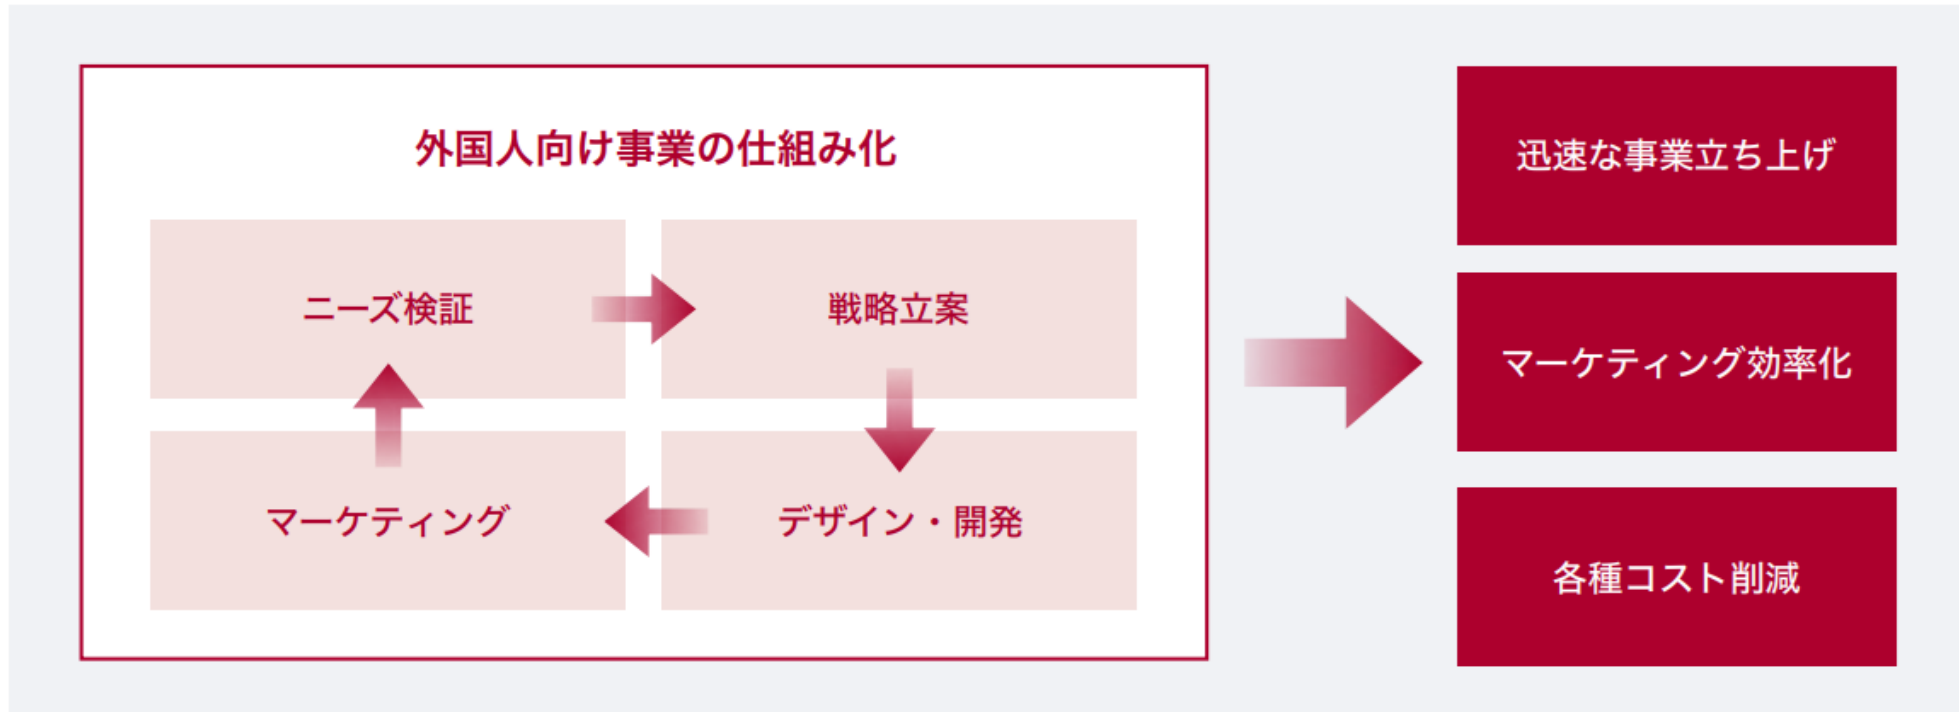 外国人向け事業の仕組み化
ニーズ検証
戦略立案
マーケティング
デザイン・開発
迅速な事業立ち上げ
マーケティング効率化
各種コスト削減